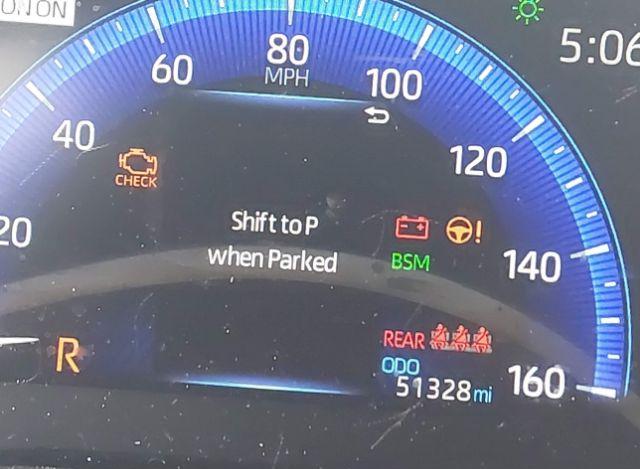 ON
5:06
80
MPH
60
100
40
120
CHECK
20
Shift to P
when Parked
BSM
140
R
REAR
ODO
51328 mi
160